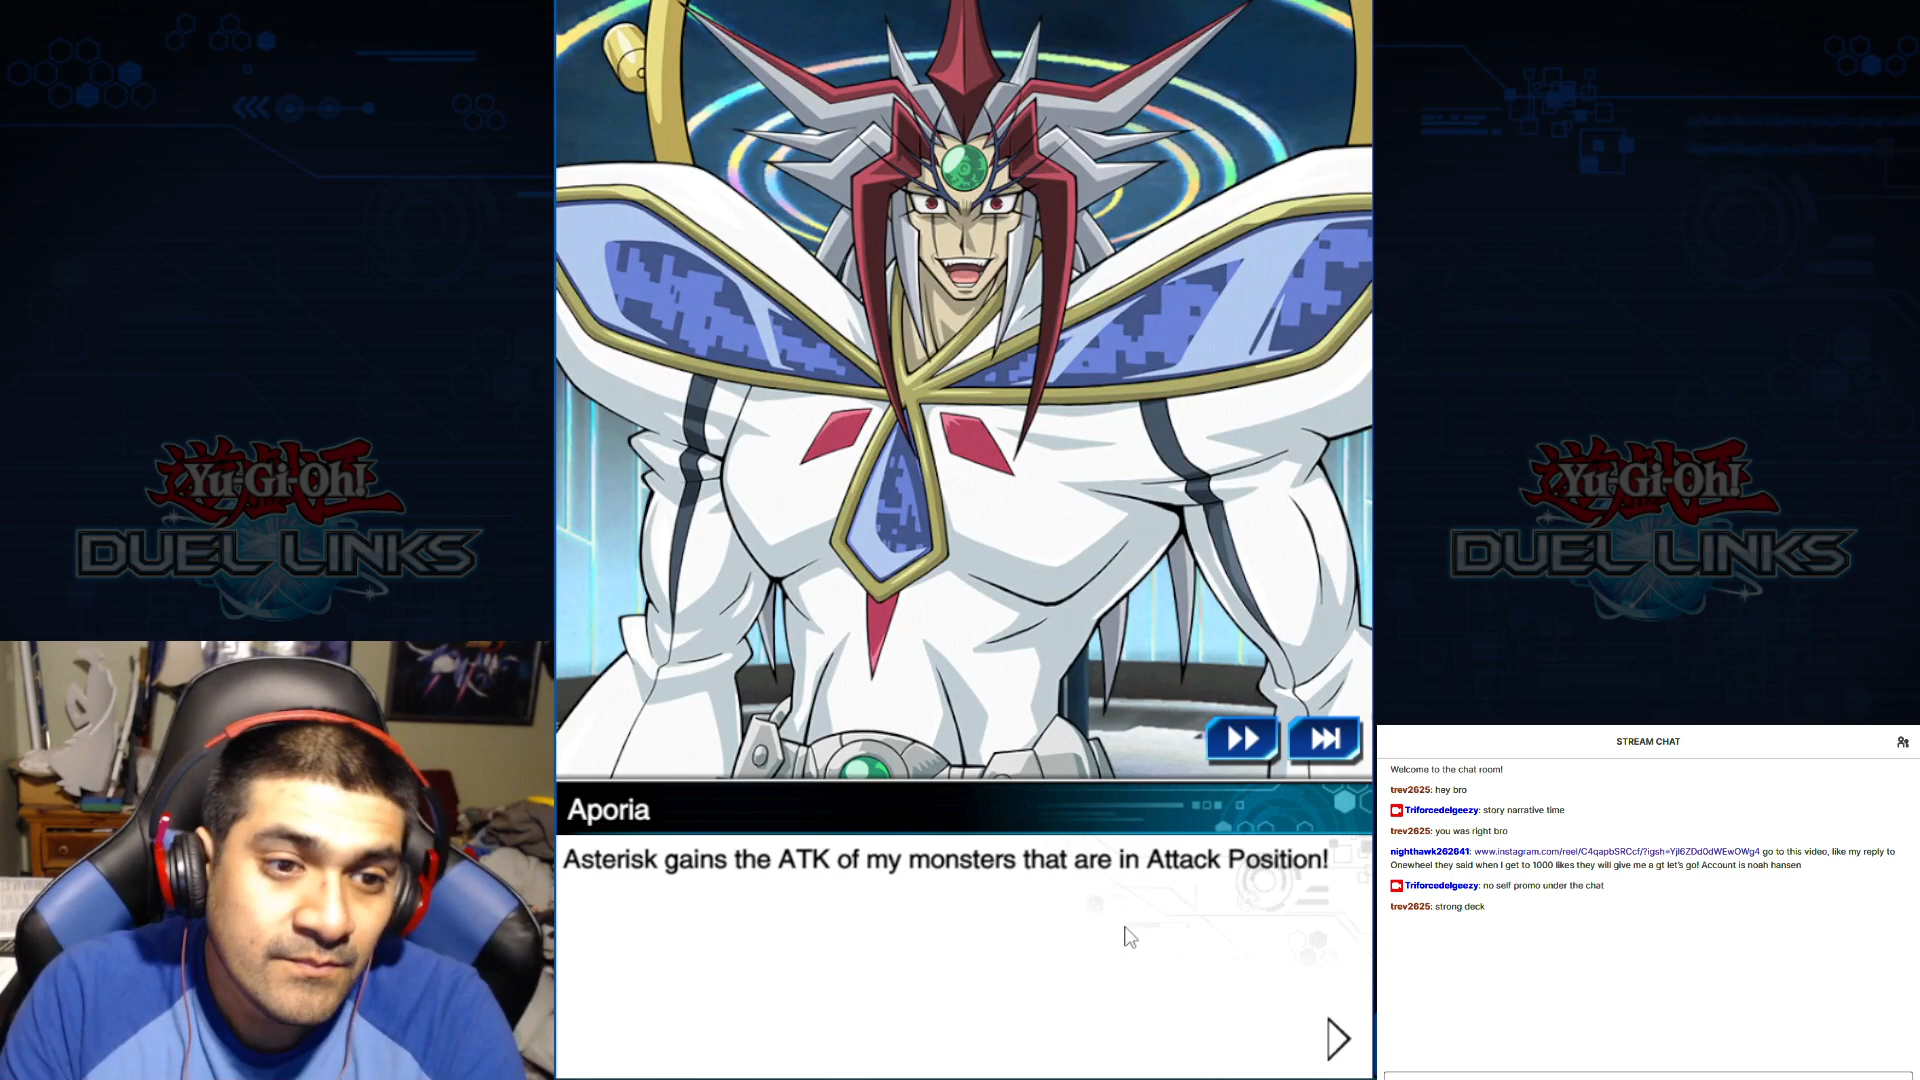 Yu-Gi-Oh!
DUEL LINKS
Yu-Gi-Oh!
DUEL LINKS
Aporia
Asterisk gains the ATK of my monsters that are in Attack Position!
STREAM CHAT
Welcome to the chat room!
trev2625: hey bro
Triforcedelgeezy: story narrative time
trev2625: you was right bro
nighthawk262641: www.instagram.com/reel/C4qapbSRCcf/?igsh=Yjl6ZDd0dWEwOWg4 go to this video, like my reply to
Onewheel they said when I get to 1000 likes they will give me a gt let's go! Account is noah hansen
Triforcedelgeezy: no self promo under the chat
trev2625: strong deck